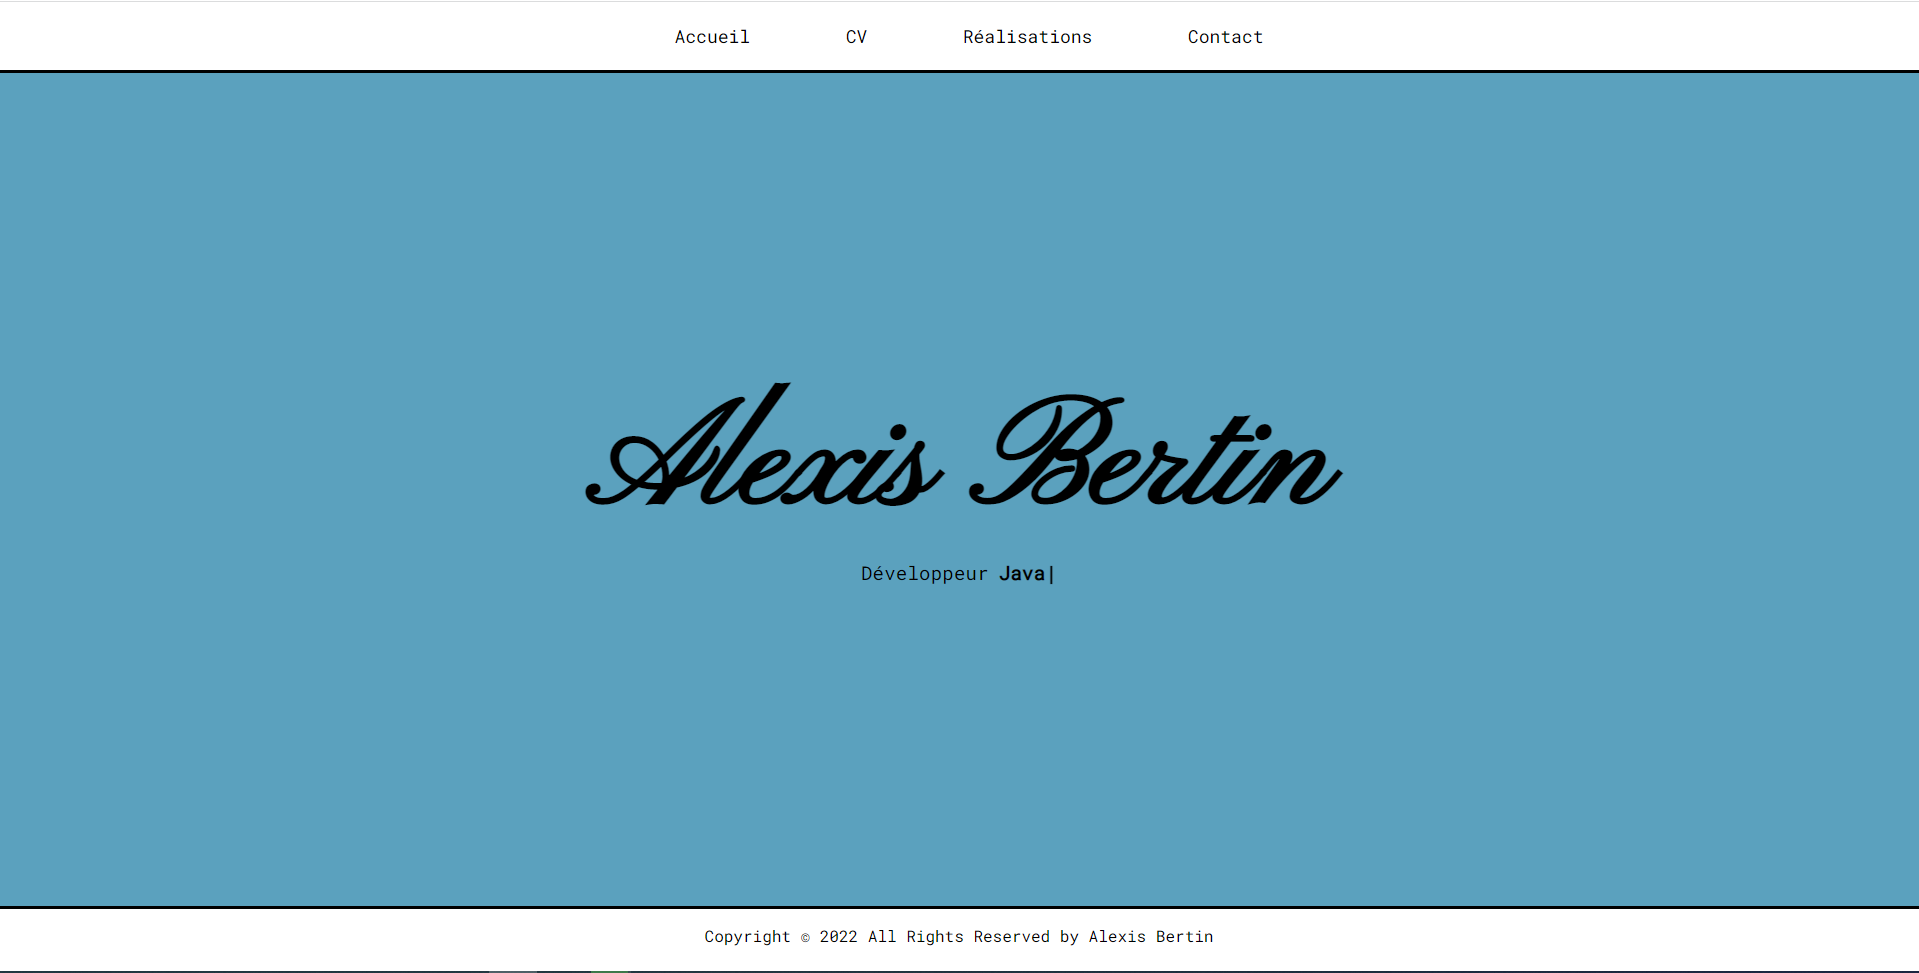 Accueil CV Réalisations Contact
Alexis Bertin
Développeur Java|
Copyright © 2022 All Rights Reserved by Alexis Bertin